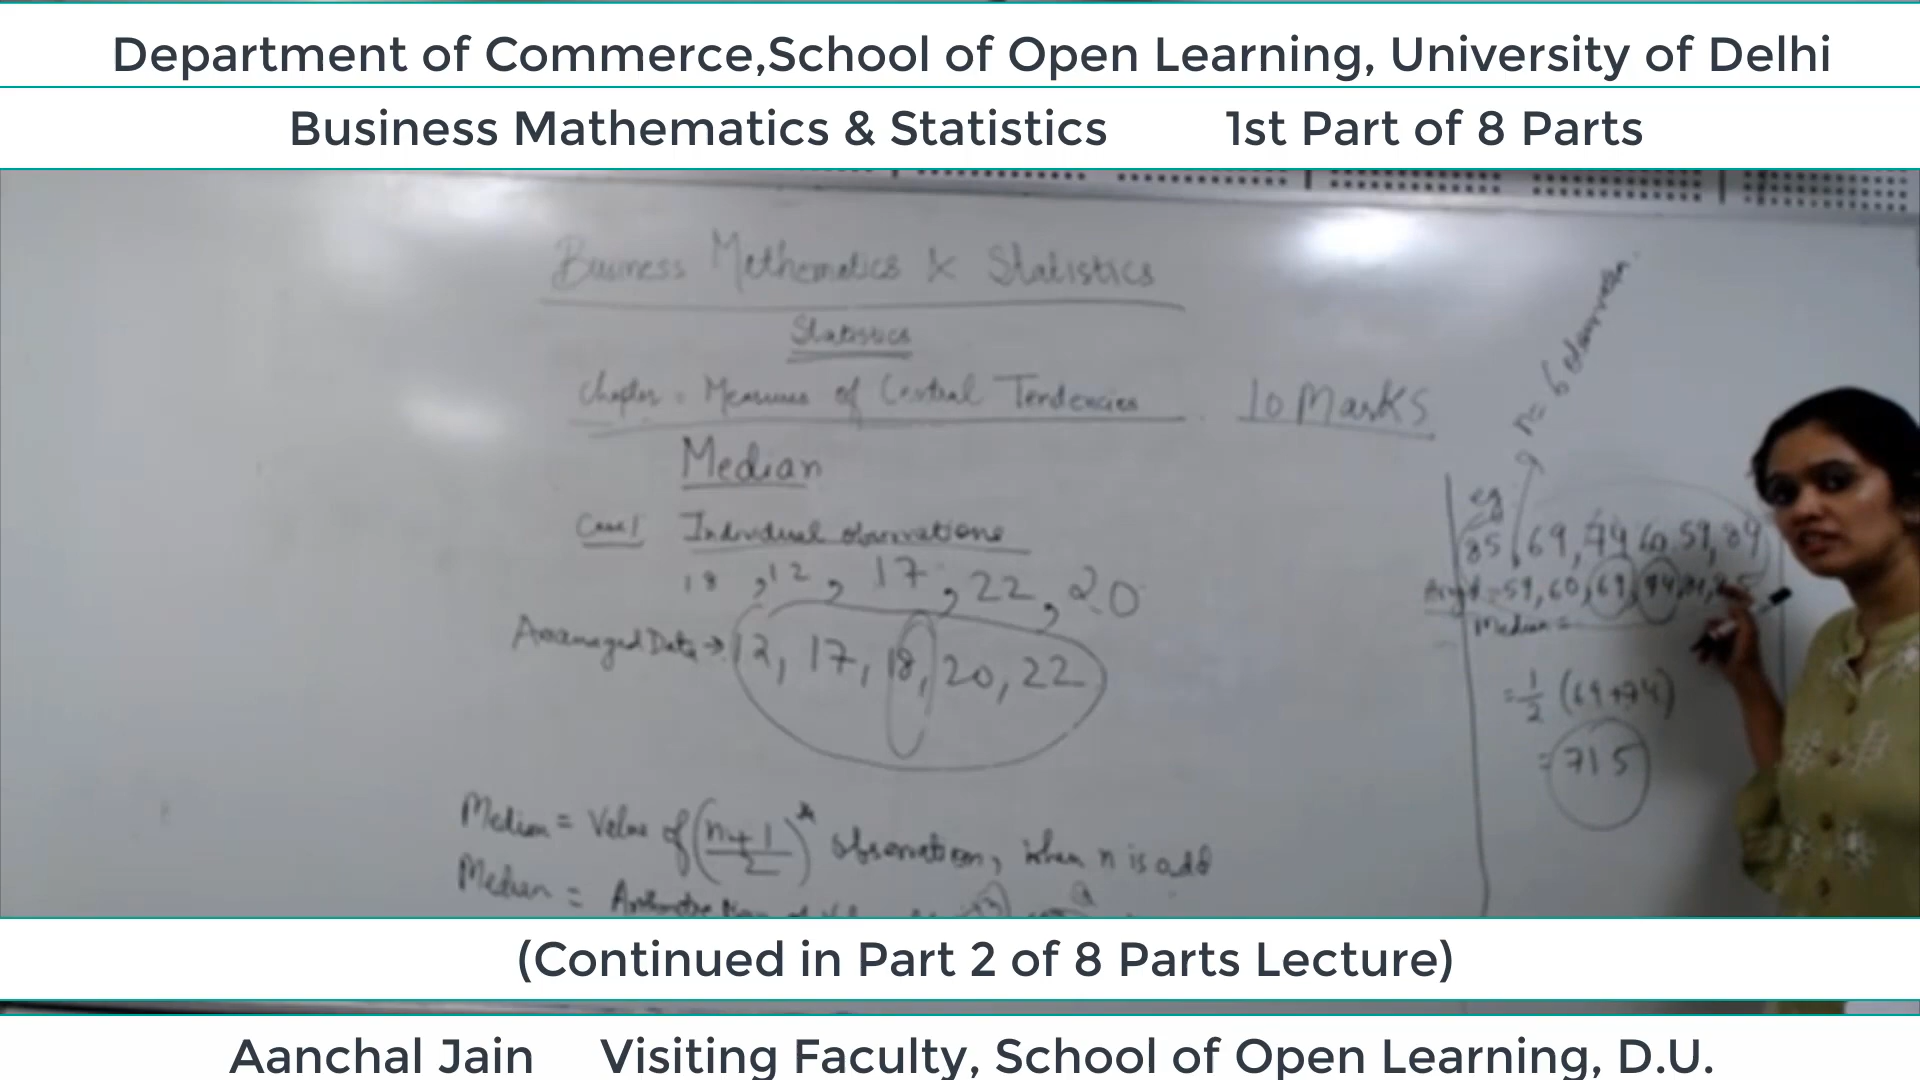 Department of Commerce,School of Open Learning, University of Delhi
Business Mathematics & Statistics 1st Part of 8 Parts
Business Mathematics & Statistics
Statistics
Chapter : Measures of Central Tendencies 10 Marks
Median
Case 1 Individual observations
18, 12, 17, 22, 20
Arranged Data → 12, 17, 18, 20, 22
Median = Value of (n+1/2)th observation, when n is odd
Median =
n = 6
eg
85, 69, 74, 60, 59, 84
59, 60, 69, 74,
Median =
= 1/2 (69+74)
= 71.5
(Continued in Part 2 of 8 Parts Lecture)
Aanchal Jain Visiting Faculty, School of Open Learning, D.U.